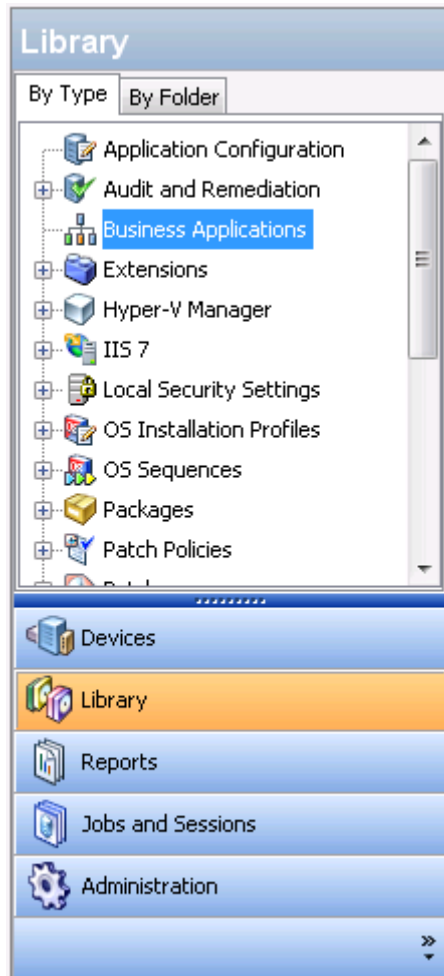 Library
By Type By Folder
Application Configuration
Audit and Remediation
Business Applications
Extensions
Hyper-V Manager
IIS 7
Local Security Settings
OS Installation Profiles
OS Sequences
Packages
Patch Policies
Devices
Library
Reports
Jobs and Sessions
Administration